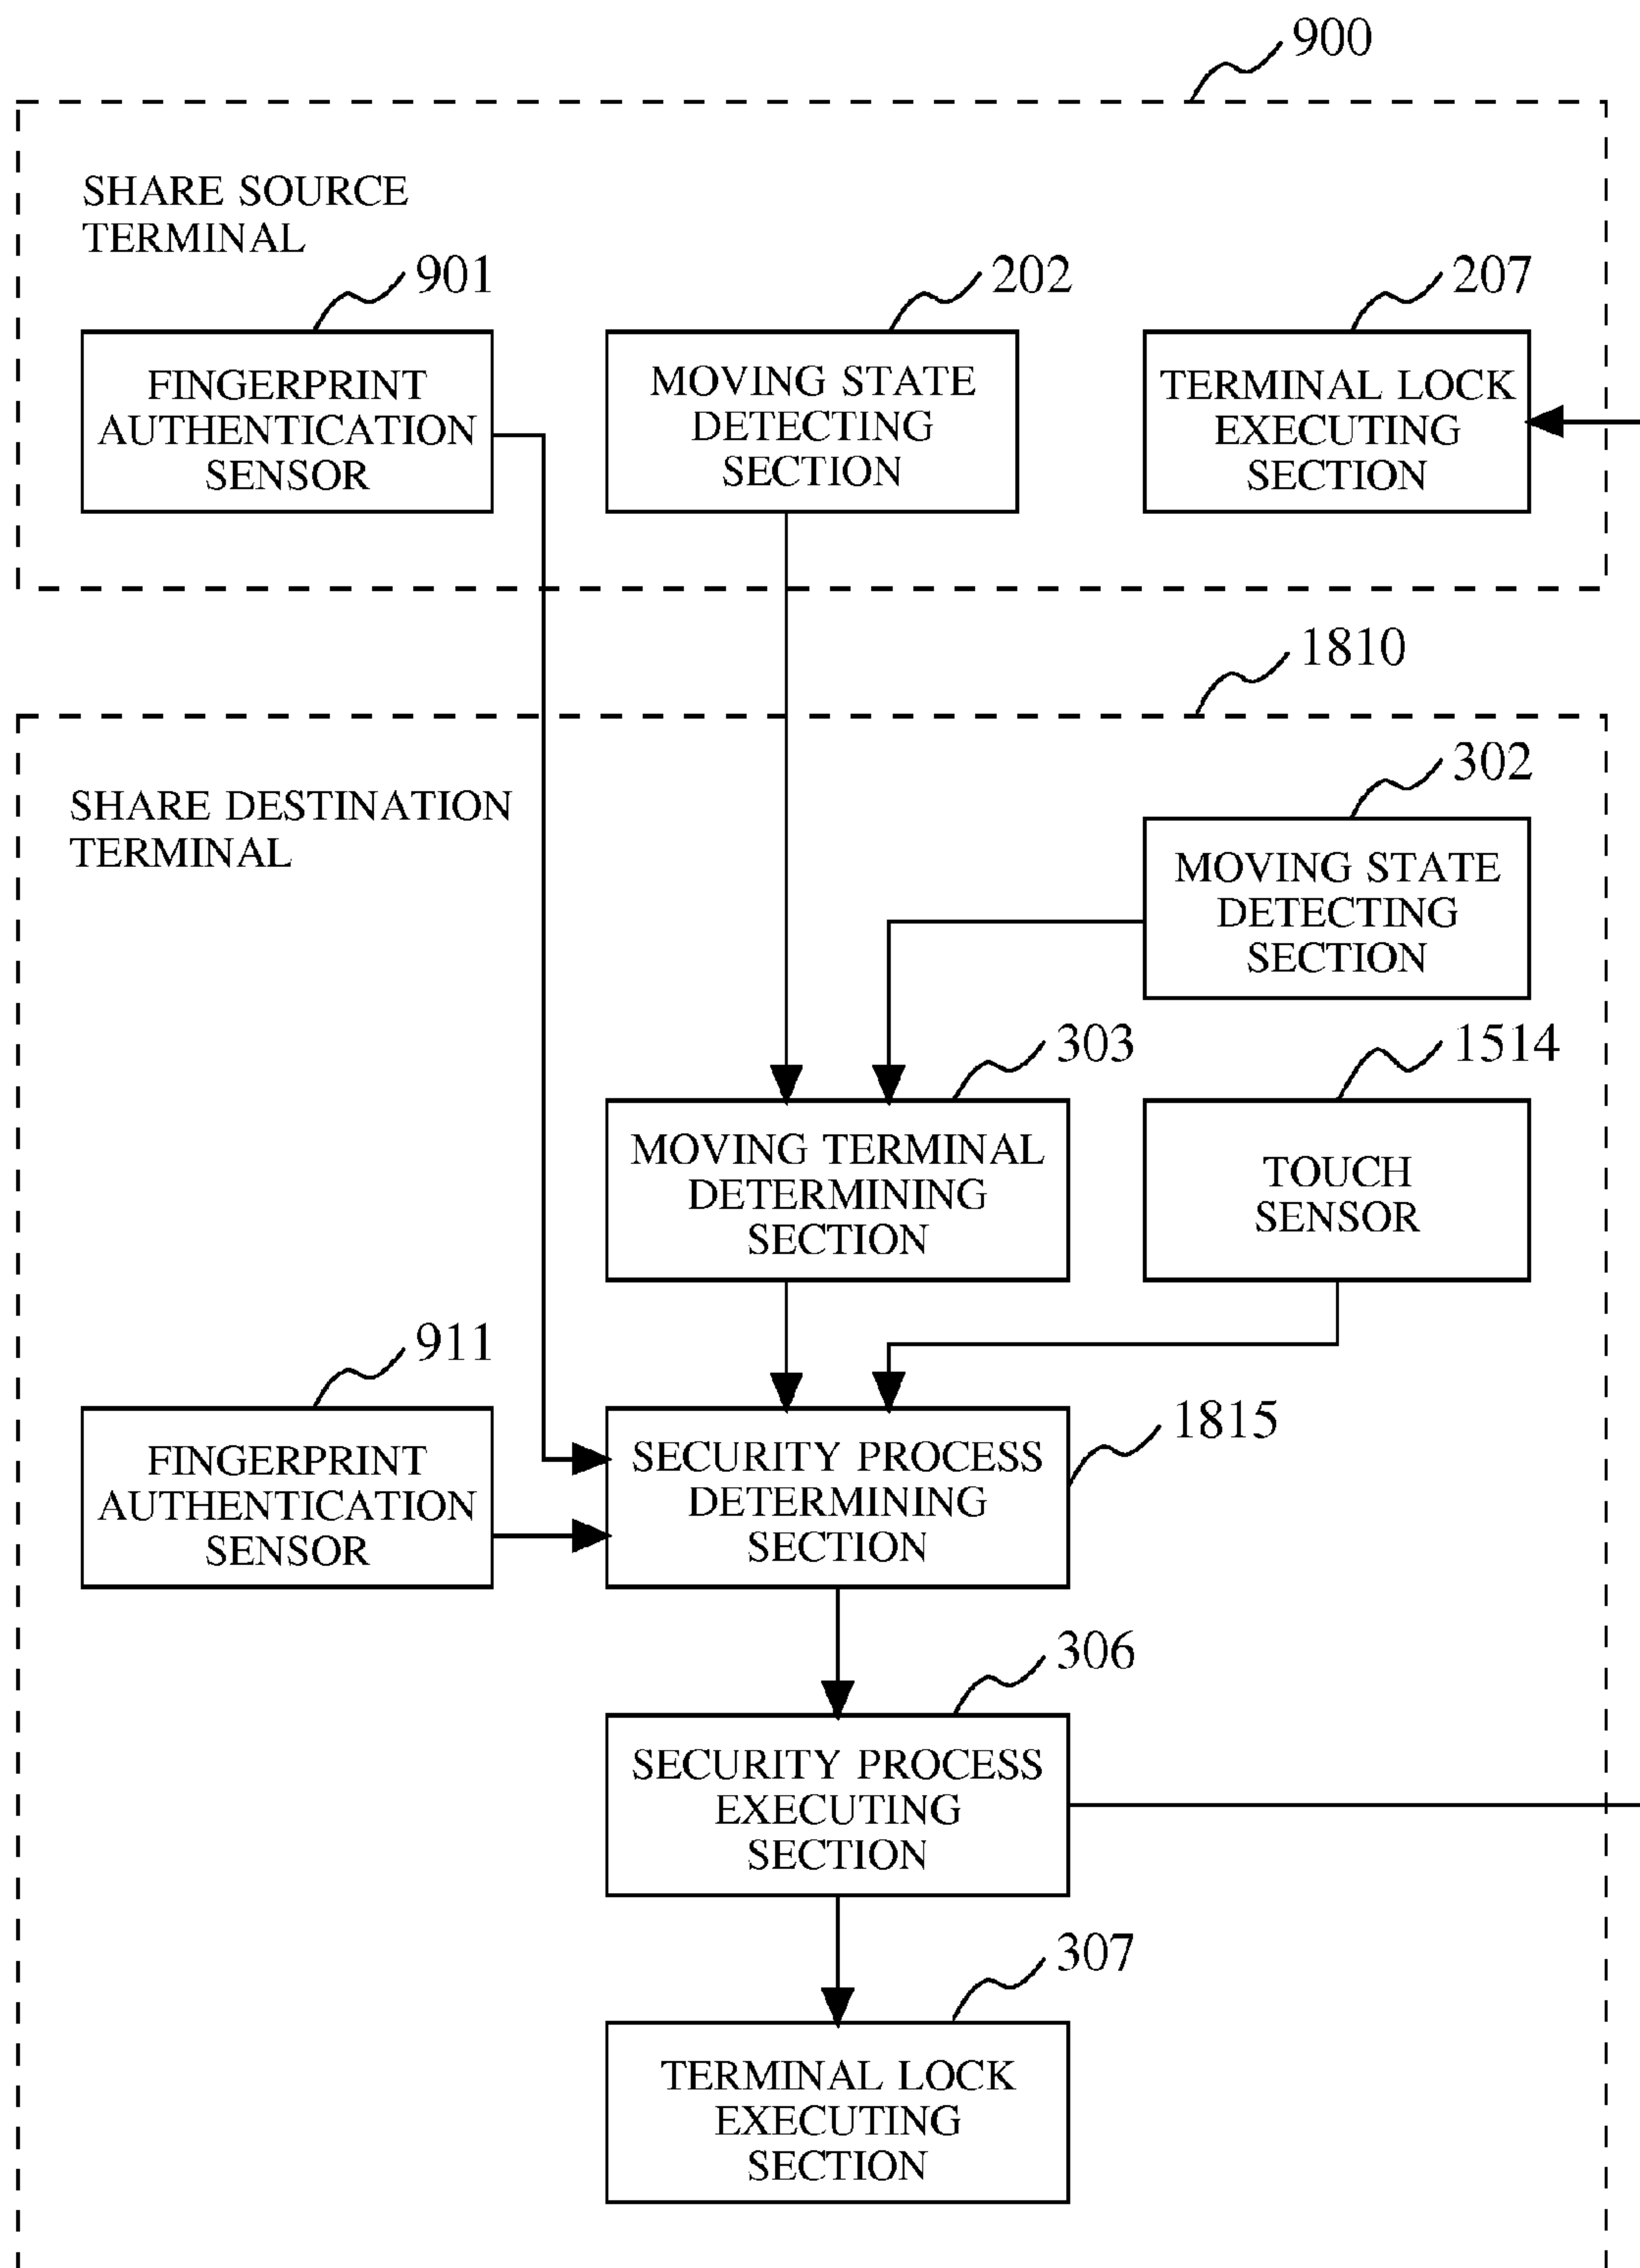 900
SHARE SOURCE
TERMINAL
901
202
207
FINGERPRINT
AUTHENTICATION
SENSOR
MOVING STATE
DETECTING
SECTION
TERMINAL LOCK
EXECUTING
SECTION
1810
SHARE DESTINATION
TERMINAL
302
MOVING STATE
DETECTING
SECTION
303
1514
MOVING TERMINAL
DETERMINING
SECTION
TOUCH
SENSOR
911
1815
FINGERPRINT
AUTHENTICATION
SENSOR
SECURITY PROCESS
DETERMINING
SECTION
306
SECURITY PROCESS
EXECUTING
SECTION
307
TERMINAL LOCK
EXECUTING
SECTION